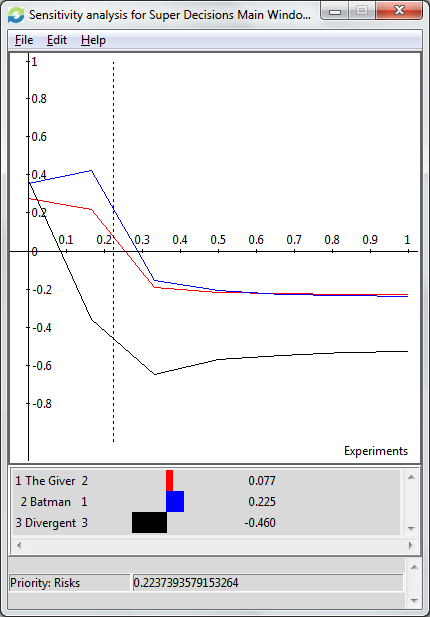 Sensitivity analysis for Super Decisions Main Windo...
File Edit Help
1
0.8
0.6
0.4
0.2
0
0.1 0.2 0.3 0.4 0.5 0.6 0.7 0.8 0.9 1
-0.2
-0.4
-0.6
-0.8
Experiments
1 The Giver 2 0.077
2 Batman 1 0.225
3 Divergent 3 -0.460
Priority: Risks 0.2237393579153264